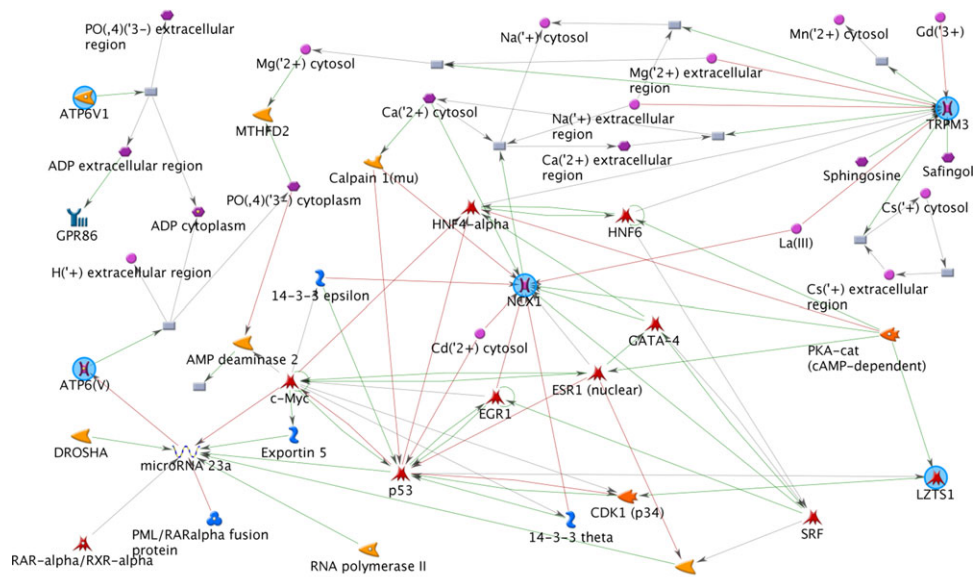 PO(,4)('3-) extracellular
region
Na('+) cytosol
Mn('2+) cytosol
Gd('3+)
Mg('2+) cytosol
Mg('2+) extracellular
region
ATP6V1
MTHFD2
Ca('2+) cytosol
Na('+) extracellular
region
TRPM3
ADP extracellular region
Calpain 1(mu)
Ca('2+) extracellular
region
Sphingosine
Safingol
PO(,4)('3-) cytoplasm
GPR86
ADP cytoplasm
HNF4-alpha
HNF6
La(III)
Cs('+) cytosol
H('+) extracellular region
14-3-3 epsilon
NCX1
Cs('+) extracellular
region
Cd('2+) cytosol
GATA-4
PKA-cat
(cAMP-dependent)
AMP deaminase 2
ATP6(V)
c-Myc
EGR1
ESR1 (nuclear)
DROSHA
microRNA 23a
Exportin 5
p53
LZTS1
CDK1 (p34)
PML/RARalpha fusion
protein
14-3-3 theta
SRF
RAR-alpha/RXR-alpha
RNA polymerase II